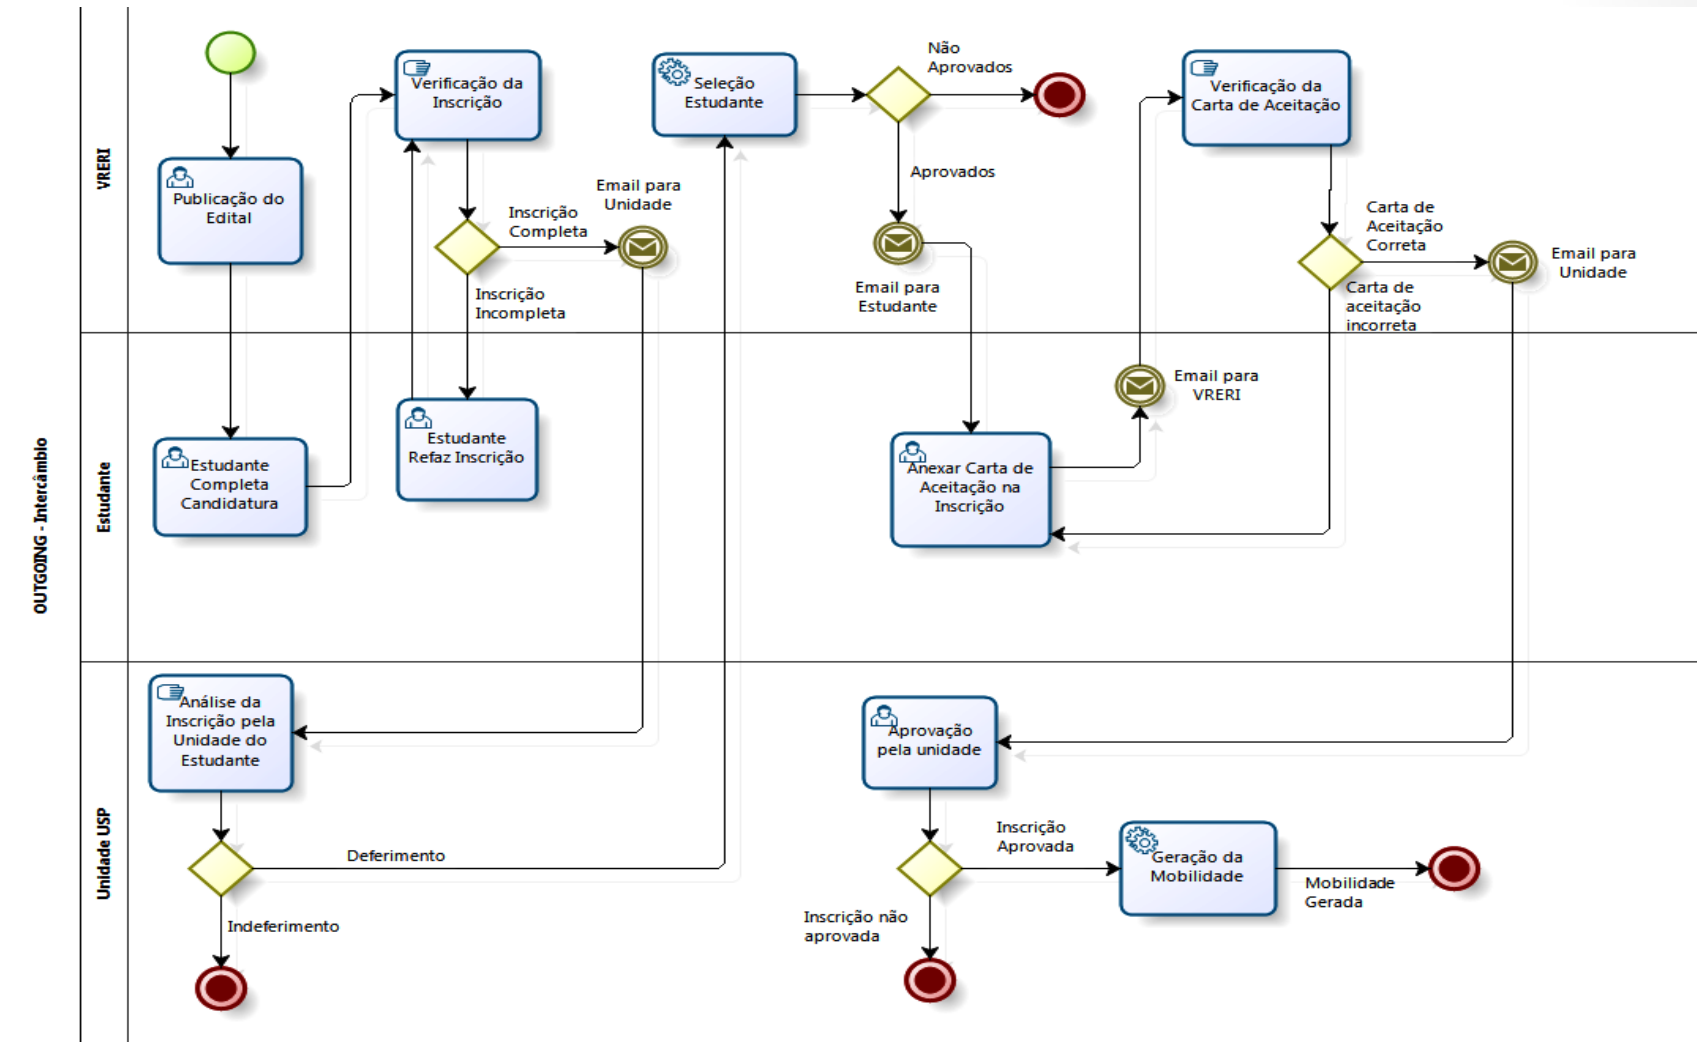 OUTGOING - Intercâmbio
VRERI
Publicação do
Edital
Verificação da
Inscrição
Inscrição
Completa
Email para
Unidade
Inscrição
Incompleta
Seleção
Estudante
Não
Aprovados
Aprovados
Email para
Estudante
Verificação da
Carta de Aceitação
Carta de
Aceitação
Correta
Email para
Unidade
Carta de
aceitação
incorreta
Estudante
Estudante
Completa
Candidatura
Estudante
Refaz Inscrição
Email para
VRERI
Anexar Carta de
Aceitação na
Inscrição
Unidade USP
Análise da
Inscrição pela
Unidade do
Estudante
Deferimento
Indeferimento
Aprovação
pela unidade
Inscrição
Aprovada
Inscrição não
aprovada
Geração da
Mobilidade
Mobilidade
Gerada